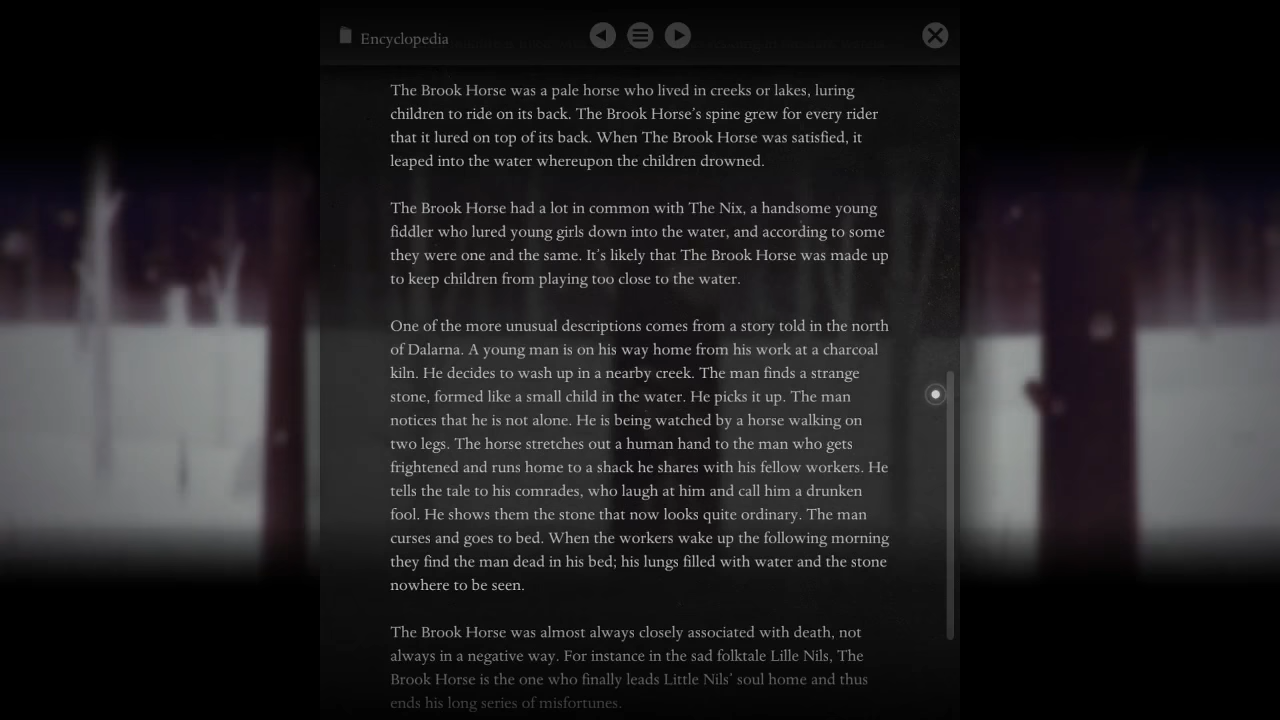 Encyclopedia
The Brook Horse was a pale horse who lived in creeks or lakes, luring
children to ride on its back. The Brook Horse's spine grew for every rider
that it lured on top of its back. When The Brook Horse was satisfied, it
leaped into the water whereupon the children drowned.
The Brook Horse had a lot in common with The Nix, a handsome young
fiddler who lured young girls down into the water, and according to some
they were one and the same. It's likely that The Brook Horse was made up
to keep children from playing too close to the water.
One of the more unusual descriptions comes from a story told in the north
of Dalarna. A young man is on his way home from his work at a charcoal
kiln. He decides to wash up in a nearby creek. The man finds a strange
stone, formed like a small child in the water. He picks it up. The man
notices that he is not alone. He is being watched by a horse walking on
two legs. The horse stretches out a human hand to the man who gets
frightened and runs home to a shack he shares with his fellow workers. He
tells the tale to his comrades, who laugh at him and call him a drunken
fool. He shows them the stone that now looks quite ordinary. The man
curses and goes to bed. When the workers wake up the following morning
they find the man dead in his bed; his lungs filled with water and the stone
nowhere to be seen.
The Brook Horse was almost always closely associated with death, not
always in a negative way. For instance in the sad folktale Lille Nils, The
Brook Horse is the one who finally leads Little Nils' soul home and thus
ends his long series of misfortunes.